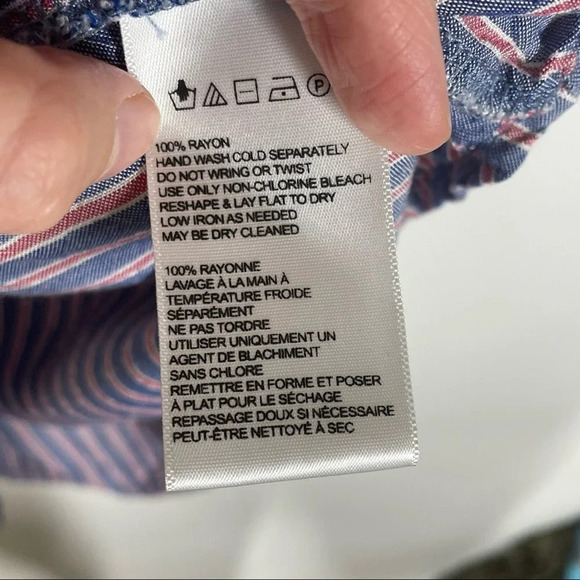 P
100% RAYON
HAND WASH COLD SEPARATELY
DO NOT WRING OR TWIST
USE ONLY NON-CHLORINE BLEACH
RESHAPE & LAY FLAT TO DRY
LOW IRON AS NEEDED
MAY BE DRY CLEANED
100% RAYONNE
LAVAGE À LA MAIN À
TEMPÉRATURE FROIDE
SÉPARÉMENT
NE PAS TORDRE
UTILISER UNIQUEMENT UN
AGENT DE BLACHIMENT
SANS CHLORE
REMETTRE EN FORME ET POSER
À PLAT POUR LE SÉCHAGE
REPASSAGE DOUX SI NÉCESSAIRE
PEUT-ÊTRE NETTOYÉ À SEC